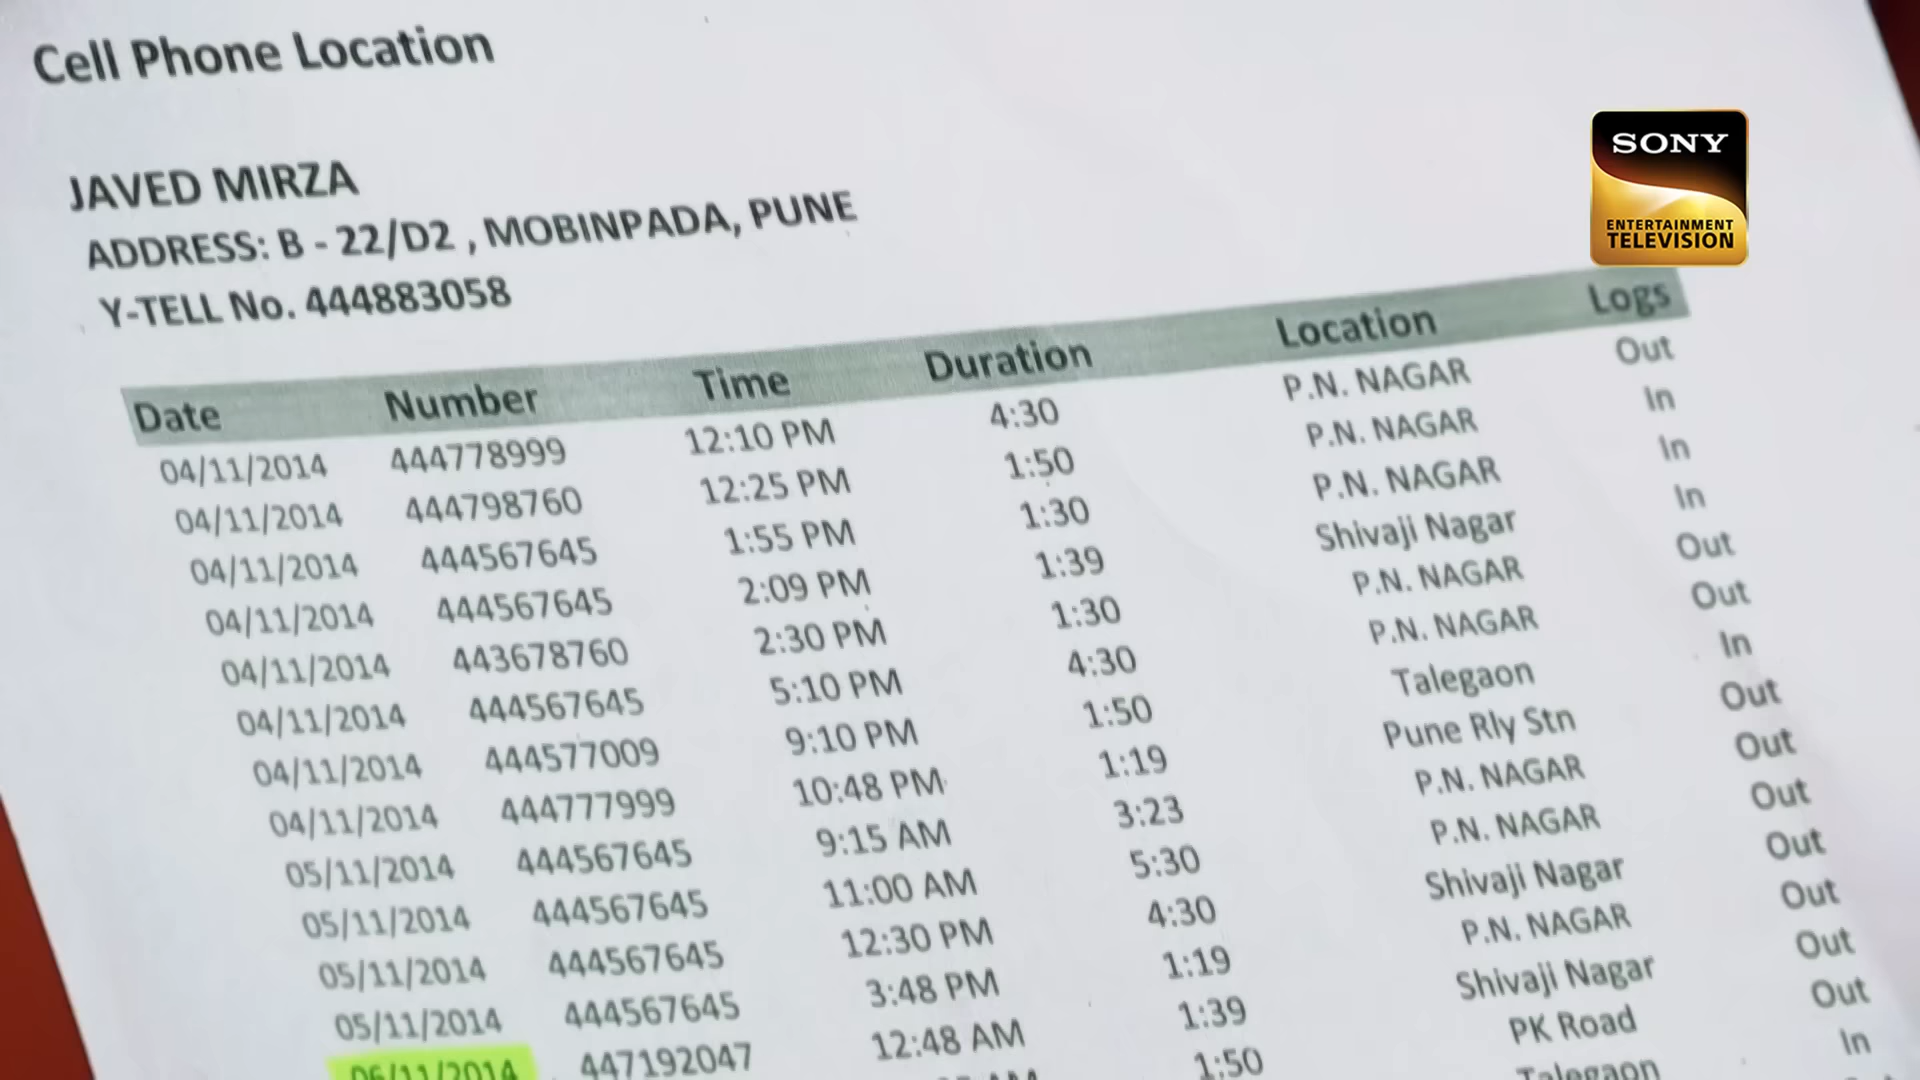 Cell Phone Location
SONY
ENTERTAINMENT
TELEVISION
JAVED MIRZA
ADDRESS: B - 22/D2 , MOBINPADA, PUNE
Y-TELL No. 444883058
Date Number Time Duration Location Logs
04/11/2014 444778999 12:10 PM 4:30 P.N. NAGAR Out
04/11/2014 444798760 12:25 PM 1:50 P.N. NAGAR In
04/11/2014 444567645 1:55 PM 1:30 P.N. NAGAR In
04/11/2014 444567645 2:09 PM 1:39 Shivaji Nagar In
04/11/2014 443678760 2:30 PM 1:30 P.N. NAGAR Out
04/11/2014 444567645 5:10 PM 4:30 P.N. NAGAR Out
04/11/2014 444577009 9:10 PM 1:50 Talegaon In
04/11/2014 444777999 10:48 PM 1:19 Pune Rly Stn Out
05/11/2014 444567645 9:15 AM 3:23 P.N. NAGAR Out
05/11/2014 444567645 11:00 AM 5:30 P.N. NAGAR Out
05/11/2014 444567645 12:30 PM 4:30 Shivaji Nagar Out
05/11/2014 444567645 3:48 PM 1:19 P.N. NAGAR Out
06/11/2014 447192047 12:48 AM 1:39 Shivaji Nagar Out
AM 1:50 PK Road Out
Talegaon In